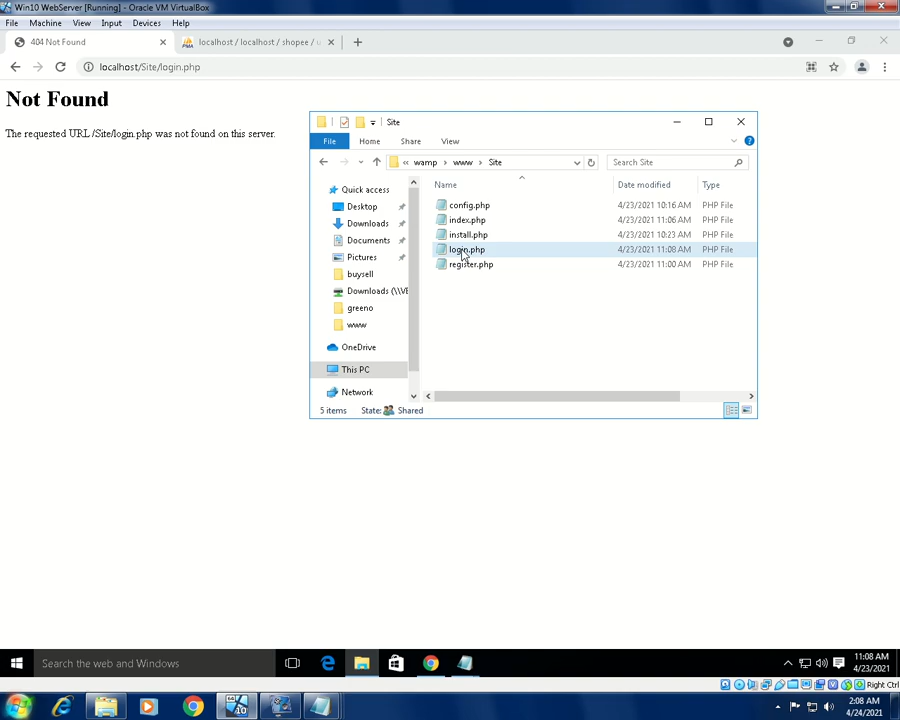 Win10 WebServer [Running] - Oracle VM VirtualBox
File Machine View Input Devices Help
404 Not Found
localhost / localhost / shopee / u
localhost/Site/login.php
Not Found
The requested URL /Site/login.php was not found on this server.
Site
File Home Share View
« wamp › www › Site
Search Site
Name Date modified Type
Quick access
Desktop
Downloads
Documents
Pictures
buysell
Downloads (\\VE
greeno
www
OneDrive
This PC
Network
config.php 4/23/2021 10:16 AM PHP File
index.php 4/23/2021 11:06 AM PHP File
install.php 4/23/2021 10:23 AM PHP File
login.php 4/23/2021 11:08 AM PHP File
register.php 4/23/2021 11:00 AM PHP File
5 items State: Shared
Search the web and Windows
11:08 AM
4/23/2021
Right Ctrl
2:08 AM
4/24/2021